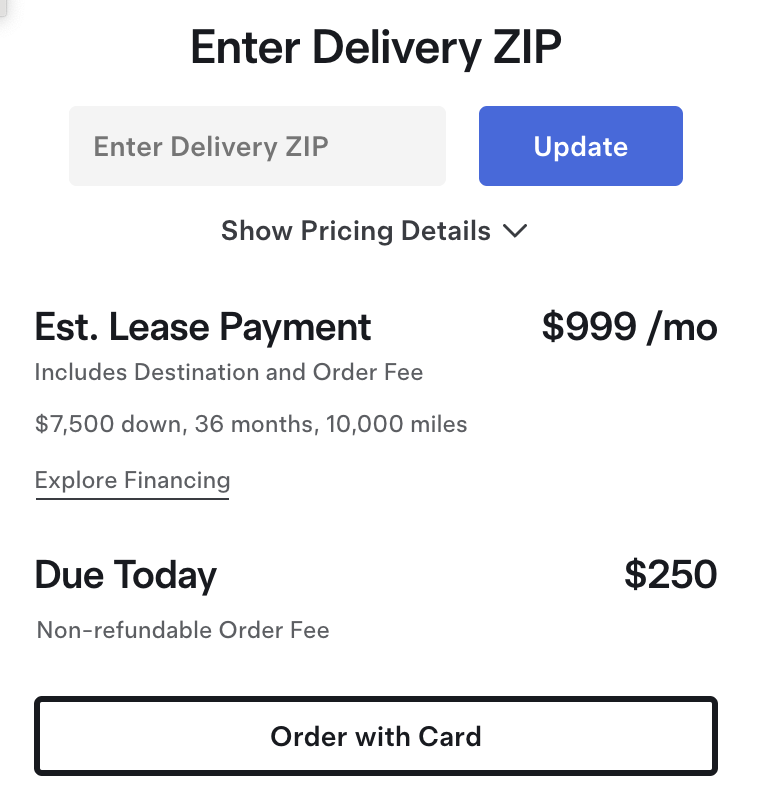 Enter Delivery ZIP
Enter Delivery ZIP
Update
Show Pricing Details
Est. Lease Payment
$999 /mo
Includes Destination and Order Fee
$7,500 down, 36 months, 10,000 miles
Explore Financing
Due Today
$250
Non-refundable Order Fee
Order with Card